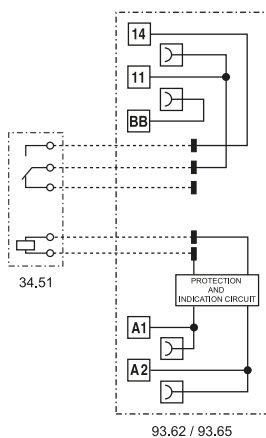 14
11
BB
34.51
PROTECTION
AND
INDICATION CIRCUIT
A1
A2
93.62 / 93.65